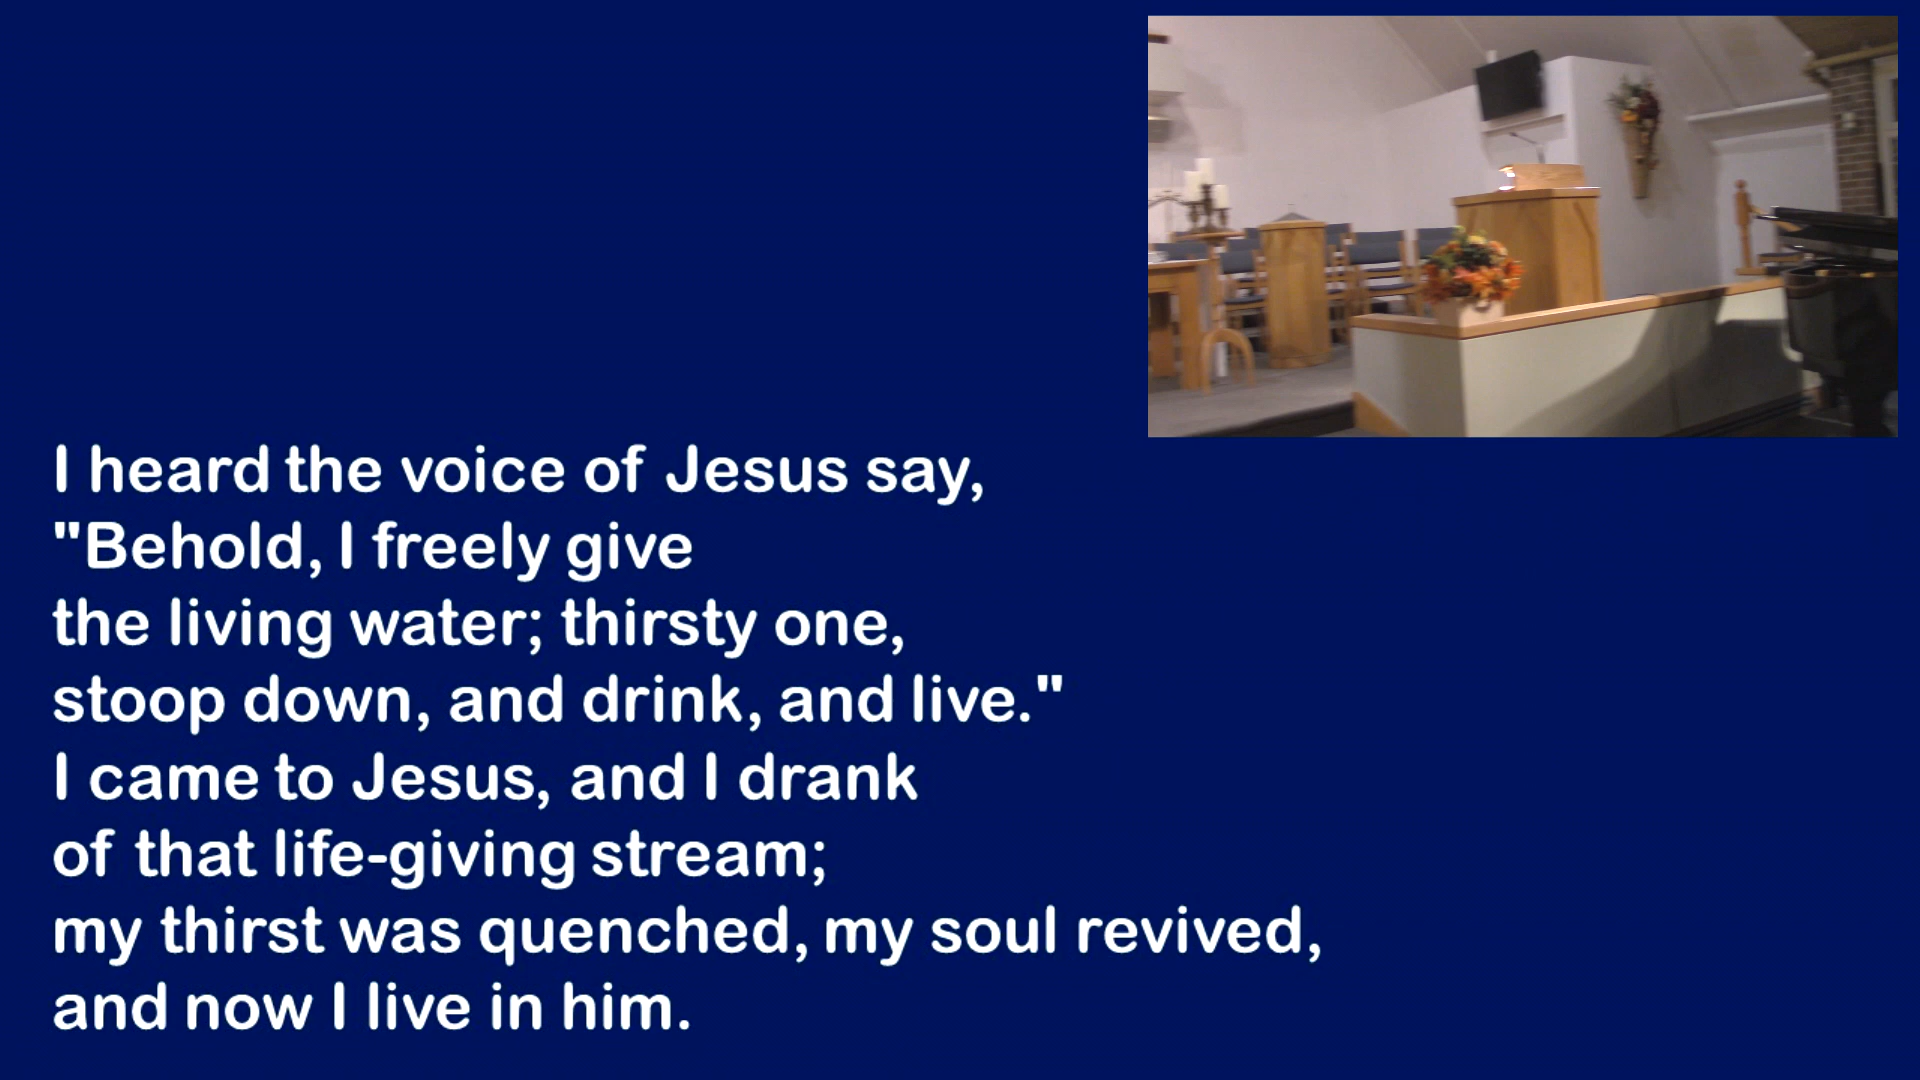 I heard the voice of Jesus say,
"Behold, I freely give
the living water; thirsty one,
stoop down, and drink, and live."
I came to Jesus, and I drank
of that life-giving stream;
my thirst was quenched, my soul revived,
and now I live in him.